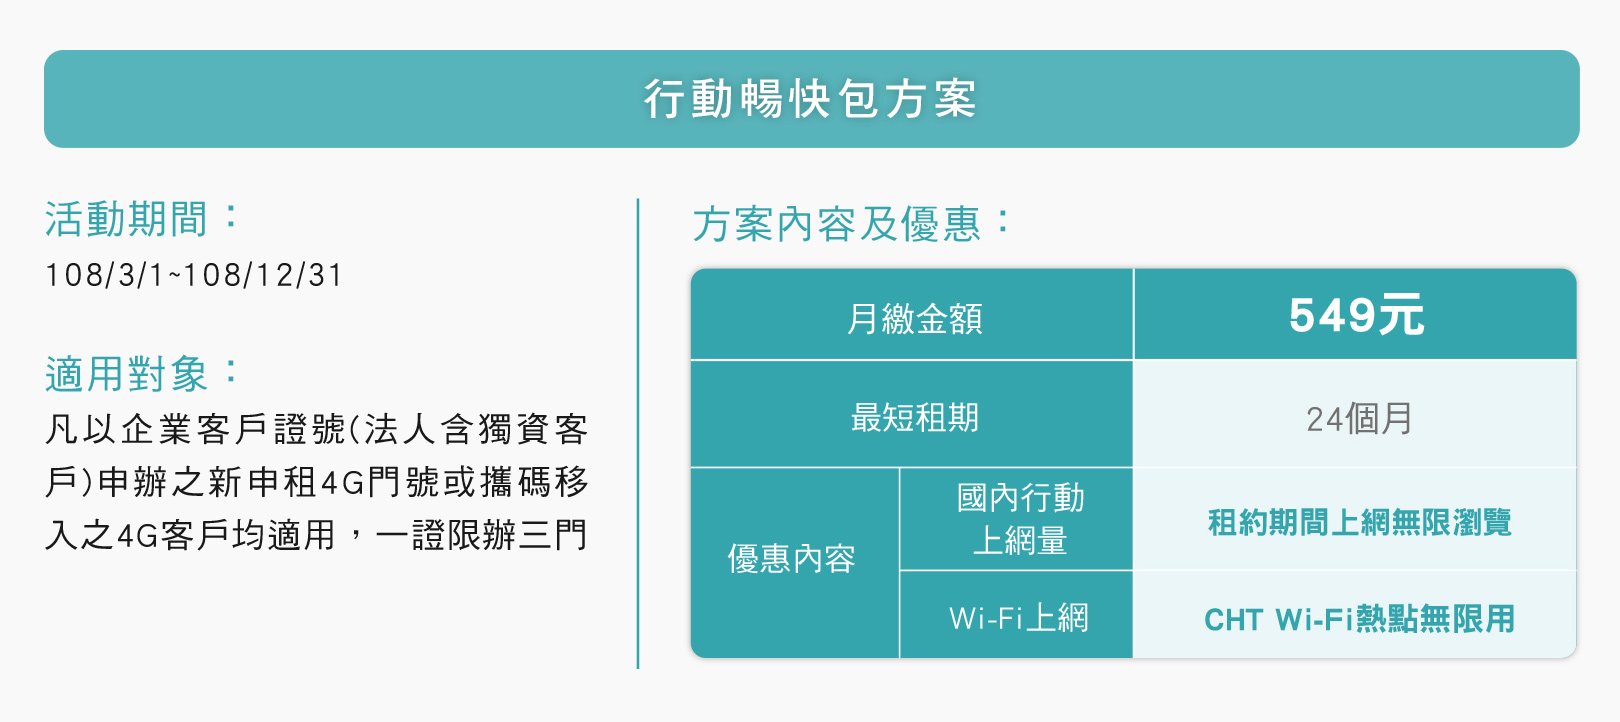 行動暢快包方案
活動期間：
108/3/1~108/12/31
適用對象：
凡以企業客戶證號(法人含獨資客
戶)申辦之新申租4G門號或攜碼移
入之4G客戶均適用，一證限辦三門
方案內容及優惠：
月繳金額
549元
最短租期
24個月
優惠內容
國內行動
上網量
租約期間上網無限瀏覽
Wi-Fi上網
CHT Wi-Fi熱點無限用